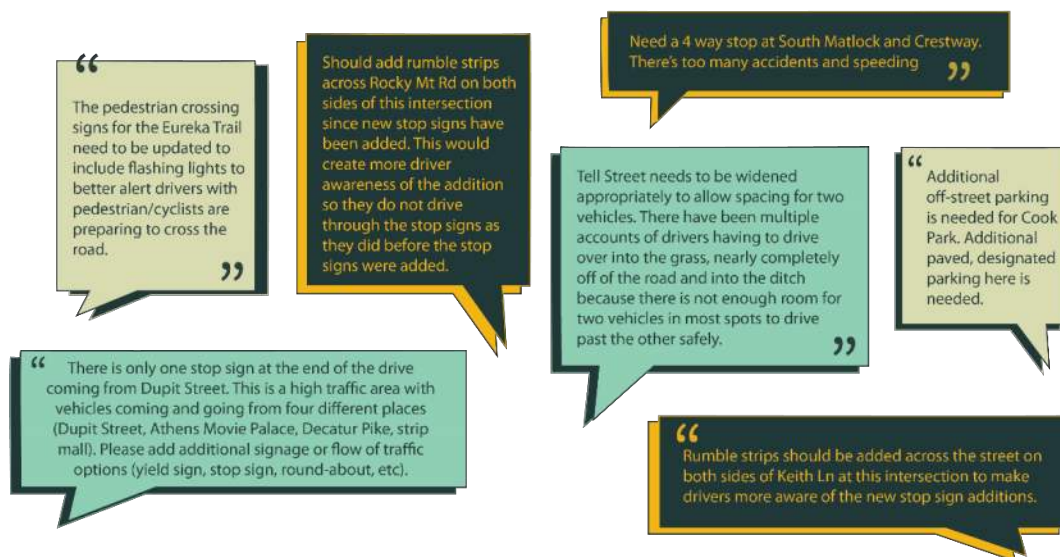 “
The pedestrian crossing
signs for the Eureka Trail
need to be updated to
include flashing lights to
better alert drivers with
pedestrian/cyclists are
preparing to cross the
road.
”
Should add rumble strips
across Rocky Mt Rd on both
sides of this intersection
since new stop signs have
been added. This would
create more driver
awareness of the addition
so they do not drive
through the stop signs as
they did before the stop
signs were added.
Need a 4 way stop at South Matlock and Crestway.
There's too many accidents and speeding ”
Tell Street needs to be widened
appropriately to allow spacing for two
vehicles. There have been multiple
accounts of drivers having to drive
over into the grass, nearly completely
off of the road and into the ditch
because there is not enough room for
two vehicles in most spots to drive
past the other safely. ”
“ Additional
off-street parking
is needed for Cook
Park. Additional
paved, designated
parking here is
needed.
“ There is only one stop sign at the end of the drive
coming from Dupit Street. This is a high traffic area with
vehicles coming and going from four different places
(Dupit Street, Athens Movie Palace, Decatur Pike, strip
mall). Please add additional signage or flow of traffic
options (yield sign, stop sign, round-about, etc).
“
Rumble strips should be added across the street on
both sides of Keith Ln at this intersection to make
drivers more aware of the new stop sign additions.